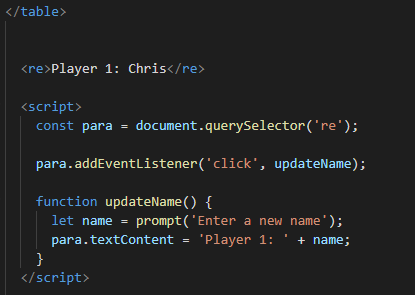 </table>
<re>Player 1: Chris</re>
<script>
const para = document.querySelector('re');
para.addEventListener('click', updateName);
function updateName() {
let name = prompt('Enter a new name');
para.textContent = 'Player 1: ' + name;
}
</script>